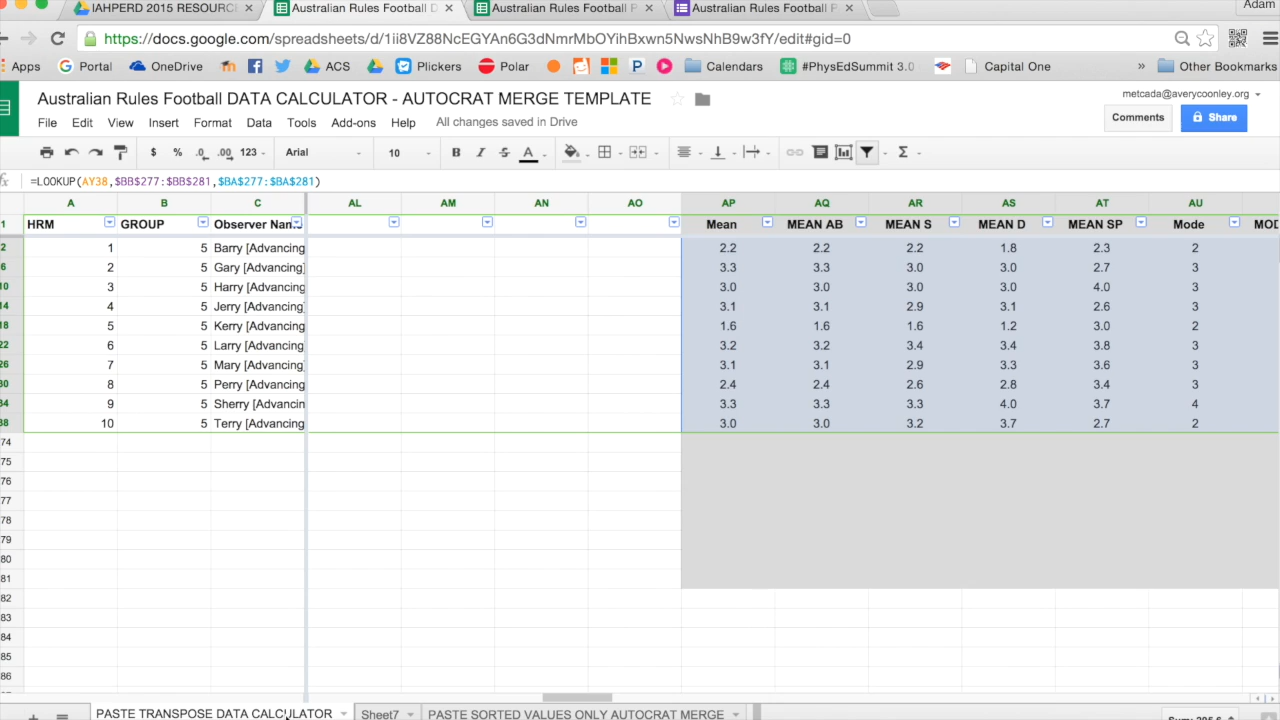 IAHPERD 2015 RESOURC × Australian Rules Football D × Australian Rules Football P × Australian Rules Football P × Adam
https://docs.google.com/spreadsheets/d/1ii8VZ88NcEGYAn6G3dNmrMbOYihBxwn5NwsNhB9w3fY/edit#gid=0
Apps Portal OneDrive ACS Plickers Polar Calendars #PhysEdSummit 3.0 Capital One » Other Bookmarks
Australian Rules Football DATA CALCULATOR - AUTOCRAT MERGE TEMPLATE metcada@averycoonley.org
File Edit View Insert Format Data Tools Add-ons Help All changes saved in Drive Comments Share
$ % .0 .00 123 Arial 10 B I S A Σ
fx =LOOKUP(AY38,$BB$277:$BB$281,$BA$277:$BA$281)
A B C AL AM AN AO AP AQ AR AS AT AU
1 HRM GROUP Observer Name Mean MEAN AB MEAN S MEAN D MEAN SP Mode MOD
2 1 5 Barry [Advancing 2.2 2.2 2.2 1.8 2.3 2
6 2 5 Gary [Advancing] 3.3 3.3 3.0 3.0 2.7 3
10 3 5 Harry [Advancing 3.0 3.0 3.0 3.0 4.0 3
14 4 5 Jerry [Advancing] 3.1 3.1 2.9 3.1 2.6 3
18 5 5 Kerry [Advancing 1.6 1.6 1.6 1.2 3.0 2
22 6 5 Larry [Advancing 3.2 3.2 3.4 3.4 3.8 3
26 7 5 Mary [Advancing] 3.1 3.1 2.9 3.3 3.6 3
30 8 5 Perry [Advancing 2.4 2.4 2.6 2.8 3.4 3
34 9 5 Sherry [Advancin 3.3 3.3 3.3 4.0 3.7 4
38 10 5 Terry [Advancing 3.0 3.0 3.2 3.7 2.7 2
74
75
76
77
78
79
80
81
82
83
84
85
86
PASTE TRANSPOSE DATA CALCULATOR Sheet7 PASTE SORTED VALUES ONLY AUTOCRAT MERGE